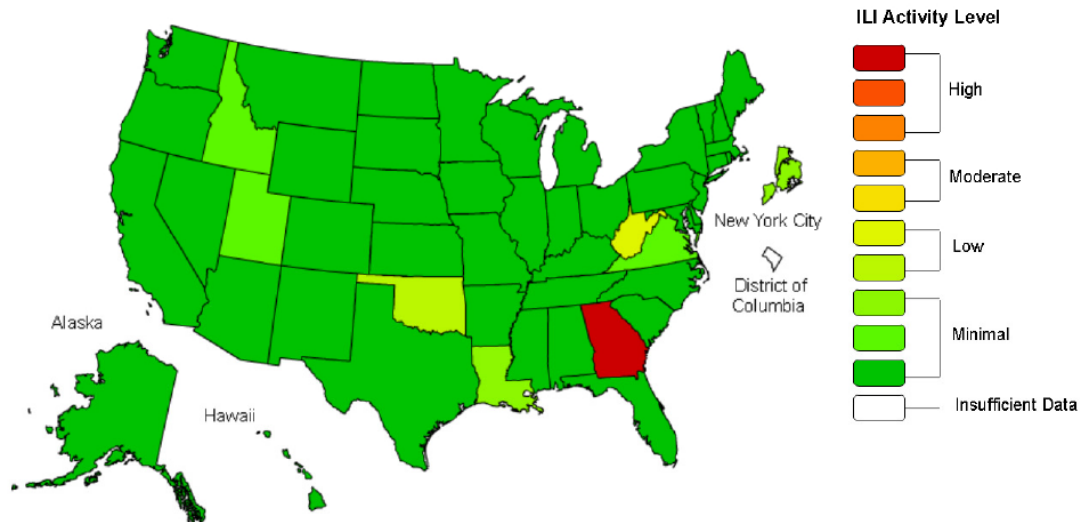 ILI Activity Level
High
Moderate
New York City
Low
District of
Columbia
Alaska
Minimal
Hawaii
Insufficient Data